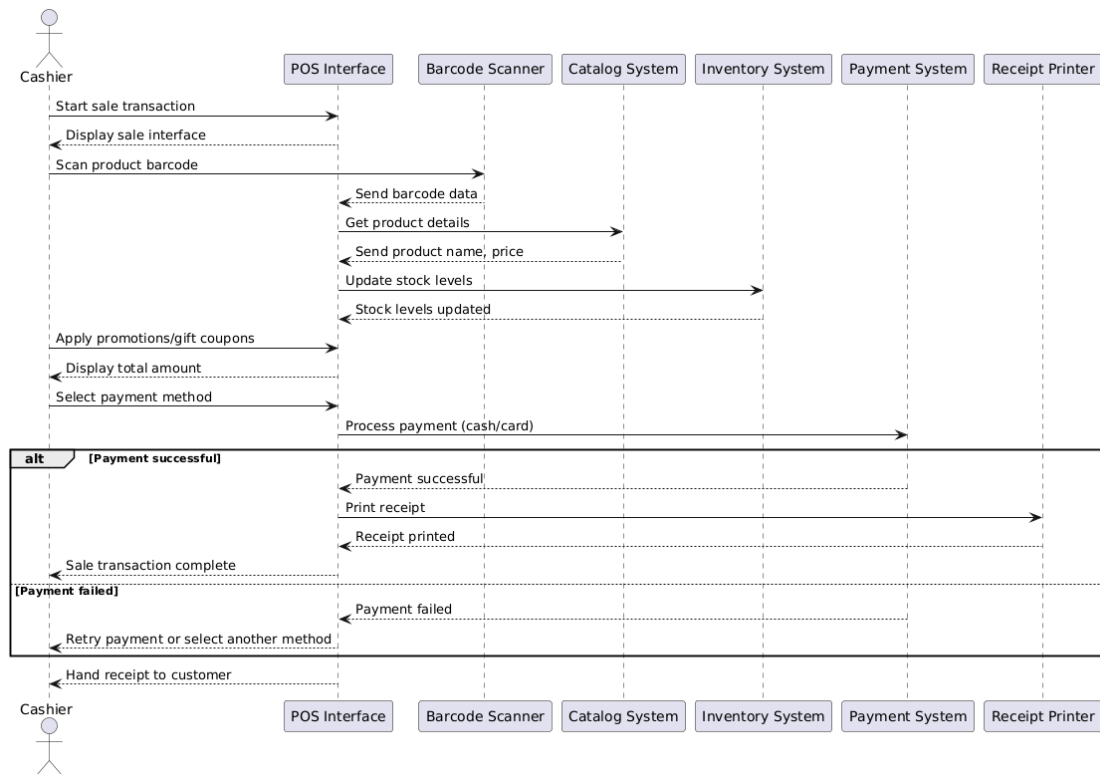 Cashier
POS Interface
Barcode Scanner
Catalog System
Inventory System
Payment System
Receipt Printer
Start sale transaction
Display sale interface
Scan product barcode
Send barcode data
Get product details
Send product name, price
Update stock levels
Stock levels updated
Apply promotions/gift coupons
Display total amount
Select payment method
Process payment (cash/card)
alt [Payment successful]
Payment successful
Print receipt
Receipt printed
Sale transaction complete
[Payment failed]
Payment failed
Retry payment or select another method
Hand receipt to customer
Cashier
POS Interface
Barcode Scanner
Catalog System
Inventory System
Payment System
Receipt Printer